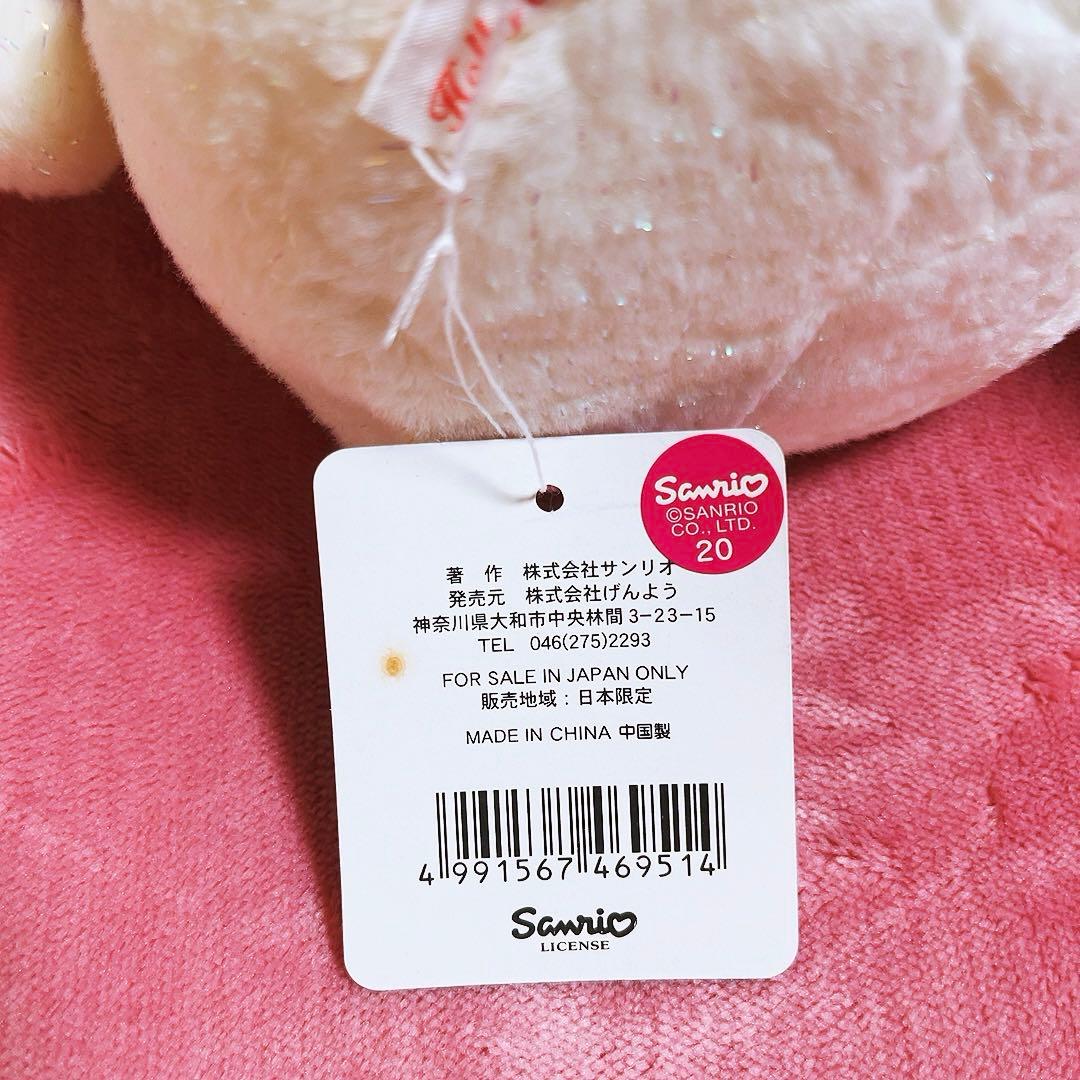 Sanrio
©SANRIO
CO., LTD.
20
著 作 株式会社サンリオ
発売元 株式会社げんよう
神奈川県大和市中央林間3-23-15
TEL 046(275)2293
FOR SALE IN JAPAN ONLY
販売地域：日本限定
MADE IN CHINA 中国製
4 991567 469514
Sanrio
LICENSE